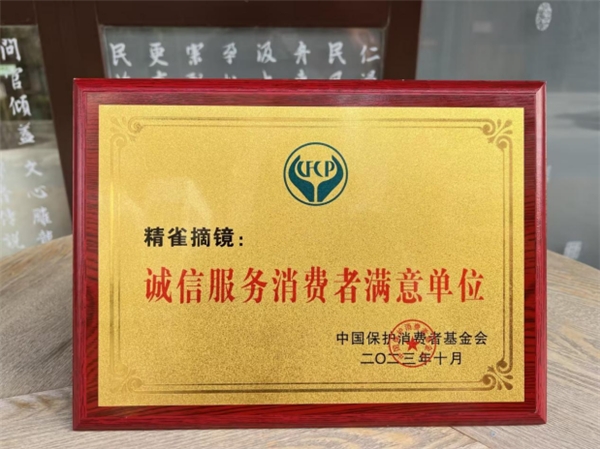 CFCP
精雀摘镜：
诚信服务消费者满意单位
中国保护消费者基金会
二〇二三年十月